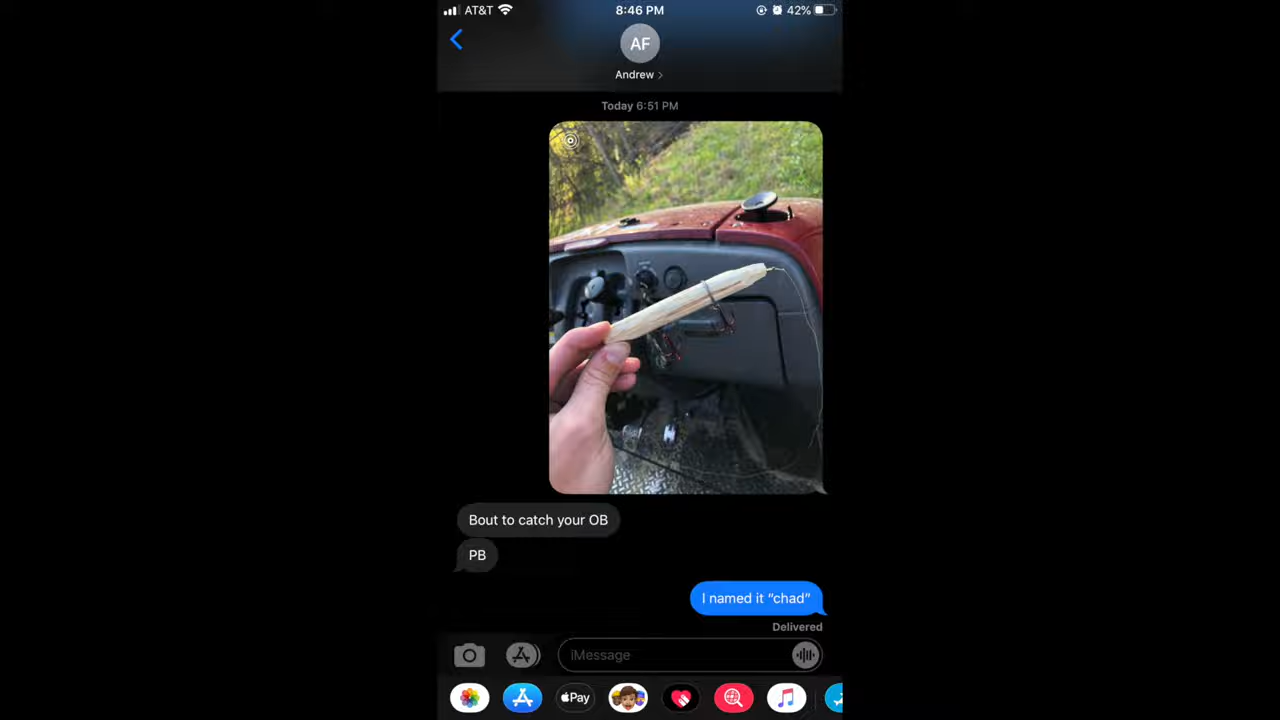 AT&T
8:46 PM
42%
AF
Andrew
Today 6:51 PM
Bout to catch your OB
PB
I named it “chad”
Delivered
iMessage
Pay